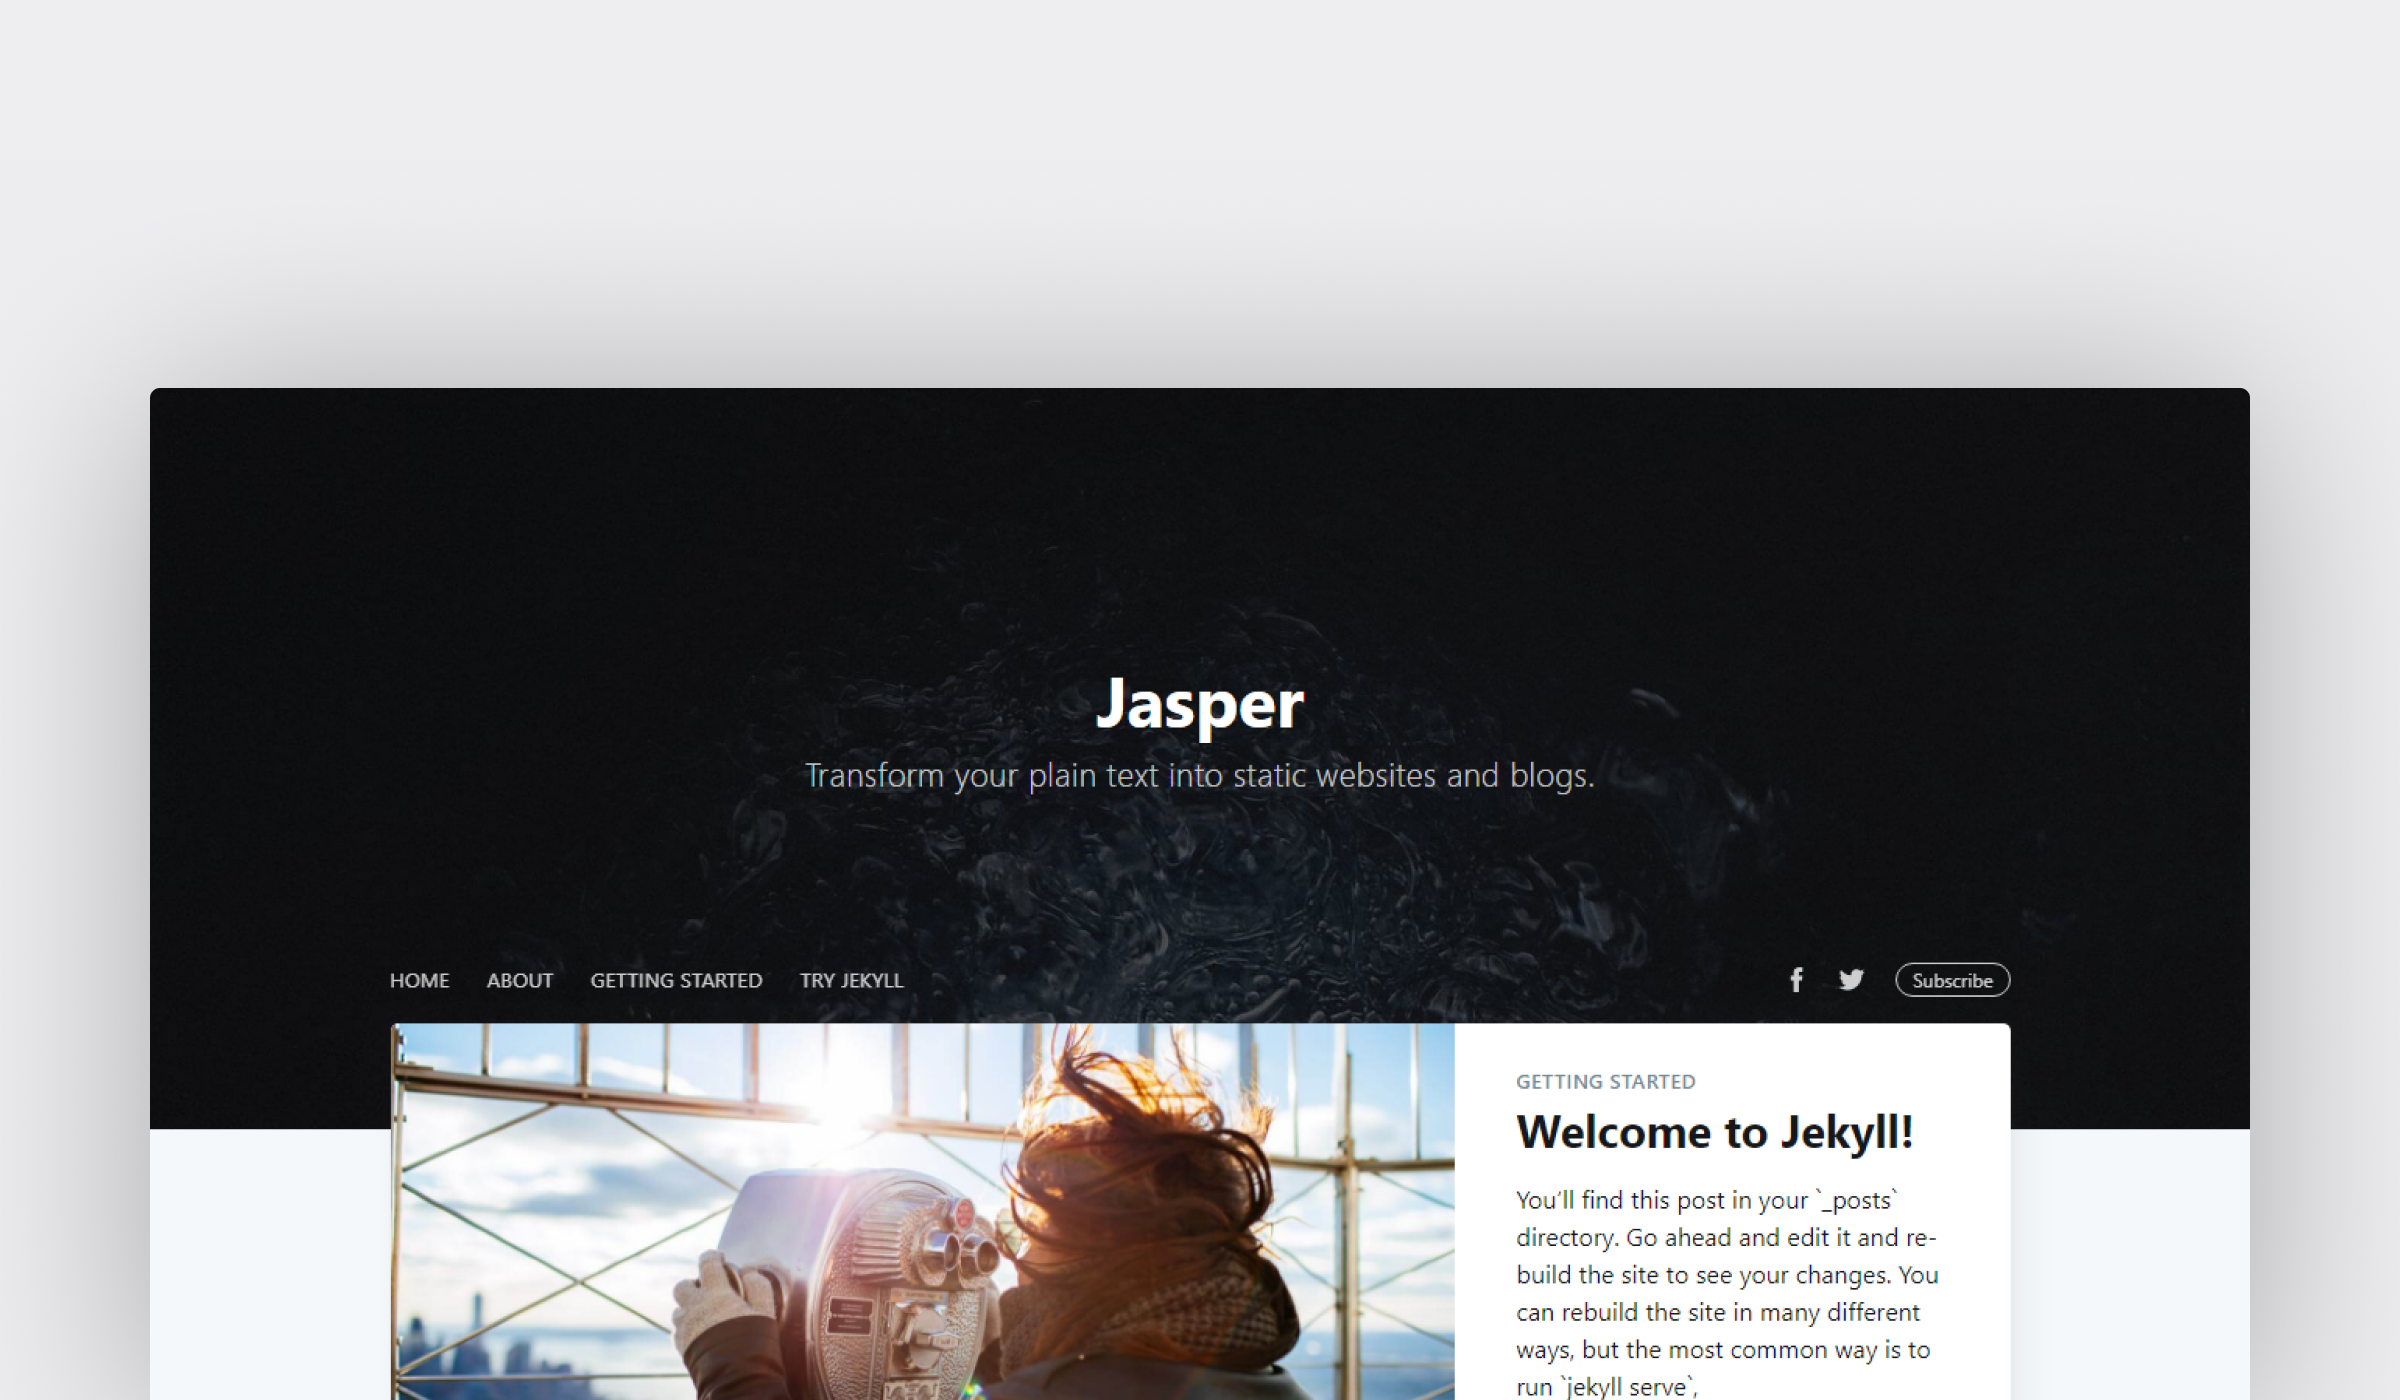 Jasper
Transform your plain text into static websites and blogs.
HOME ABOUT GETTING STARTED TRY JEKYLL Subscribe
GETTING STARTED
Welcome to Jekyll!
You’ll find this post in your `_posts`
directory. Go ahead and edit it and re-
build the site to see your changes. You
can rebuild the site in many different
ways, but the most common way is to
run `jekyll serve`,